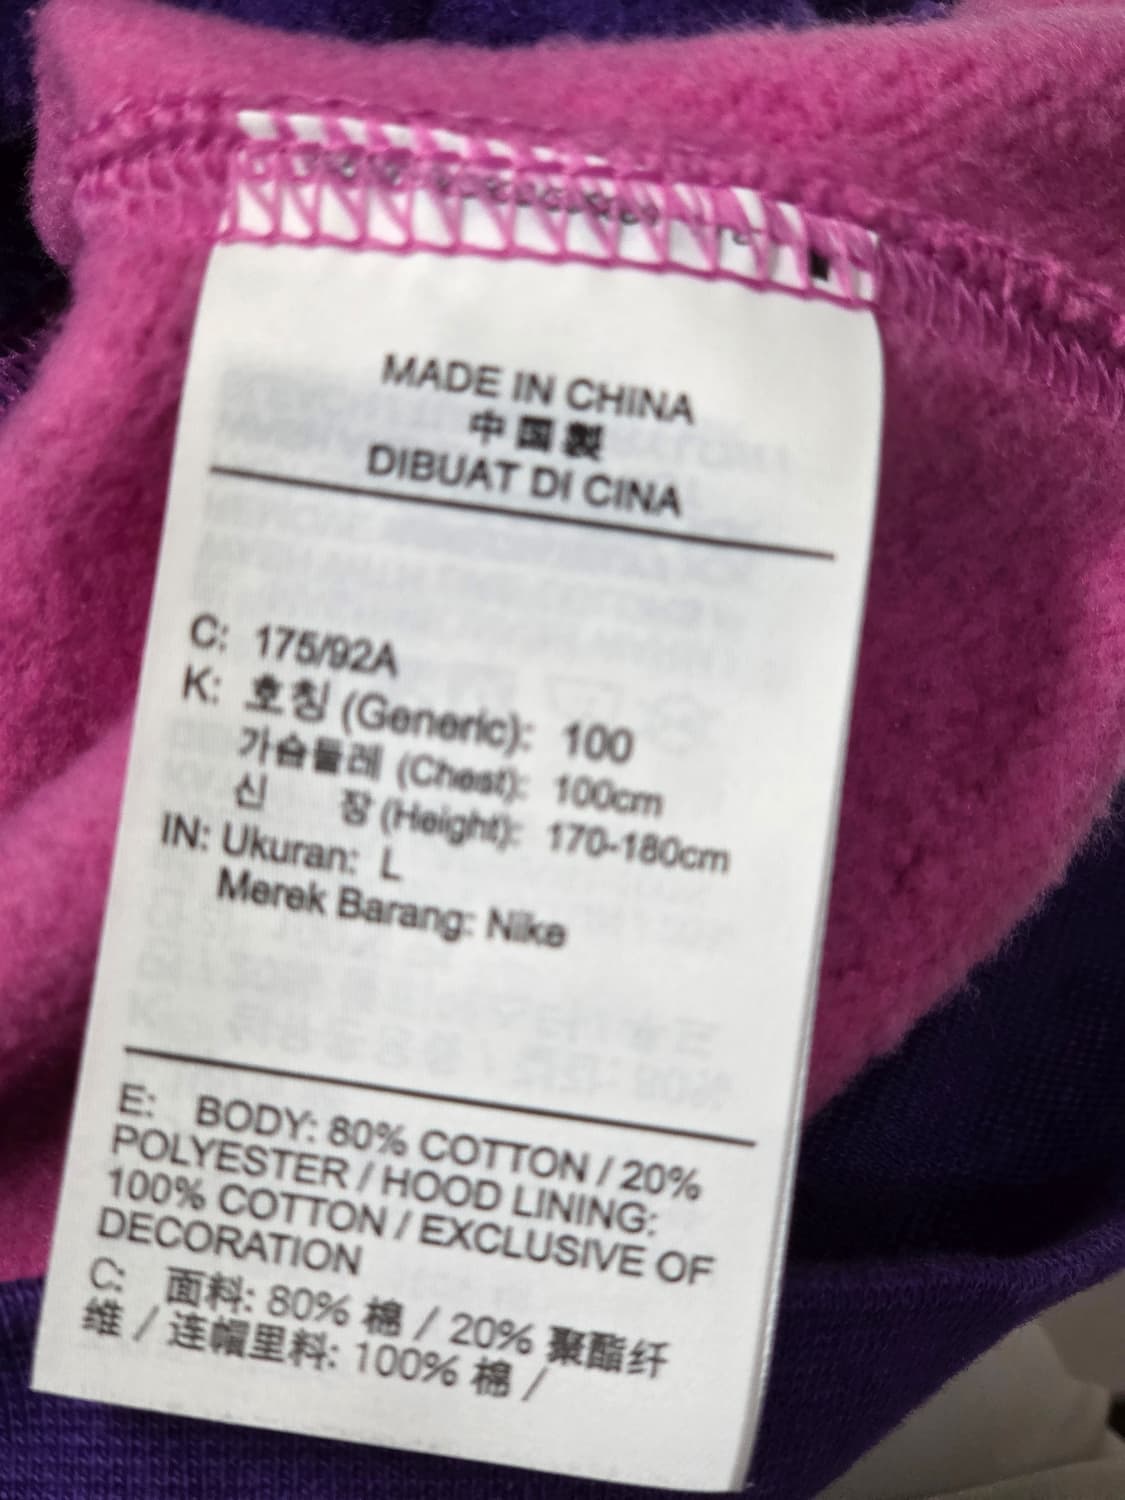 MADE IN CHINA
中国製
DIBUAT DI CINA
C: 175/92A
K: 호칭 (Generic): 100
가슴둘레 (Chest): 100cm
신 장 (Height): 170-180cm
IN: Ukuran: L
Merek Barang: Nike
E: BODY: 80% COTTON / 20%
POLYESTER / HOOD LINING:
100% COTTON / EXCLUSIVE OF
DECORATION
C: 面料: 80% 棉 / 20% 聚酯纤
维 / 连帽里料: 100% 棉 /